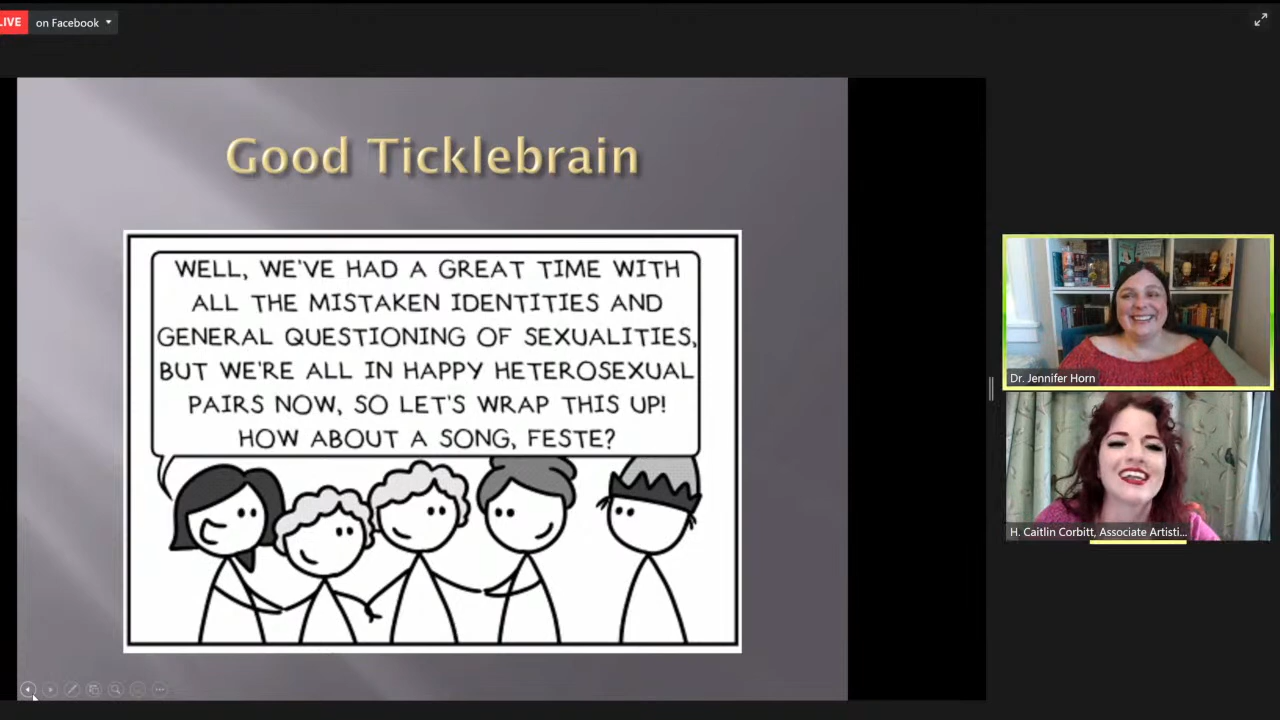 LIVE on Facebook
Good Ticklebrain
WELL, WE'VE HAD A GREAT TIME WITH
ALL THE MISTAKEN IDENTITIES AND
GENERAL QUESTIONING OF SEXUALITIES,
BUT WE'RE ALL IN HAPPY HETEROSEXUAL
PAIRS NOW, SO LET'S WRAP THIS UP!
HOW ABOUT A SONG, FESTE?
Dr. Jennifer Horn
H. Caitlin Corbitt, Associate Artisti...